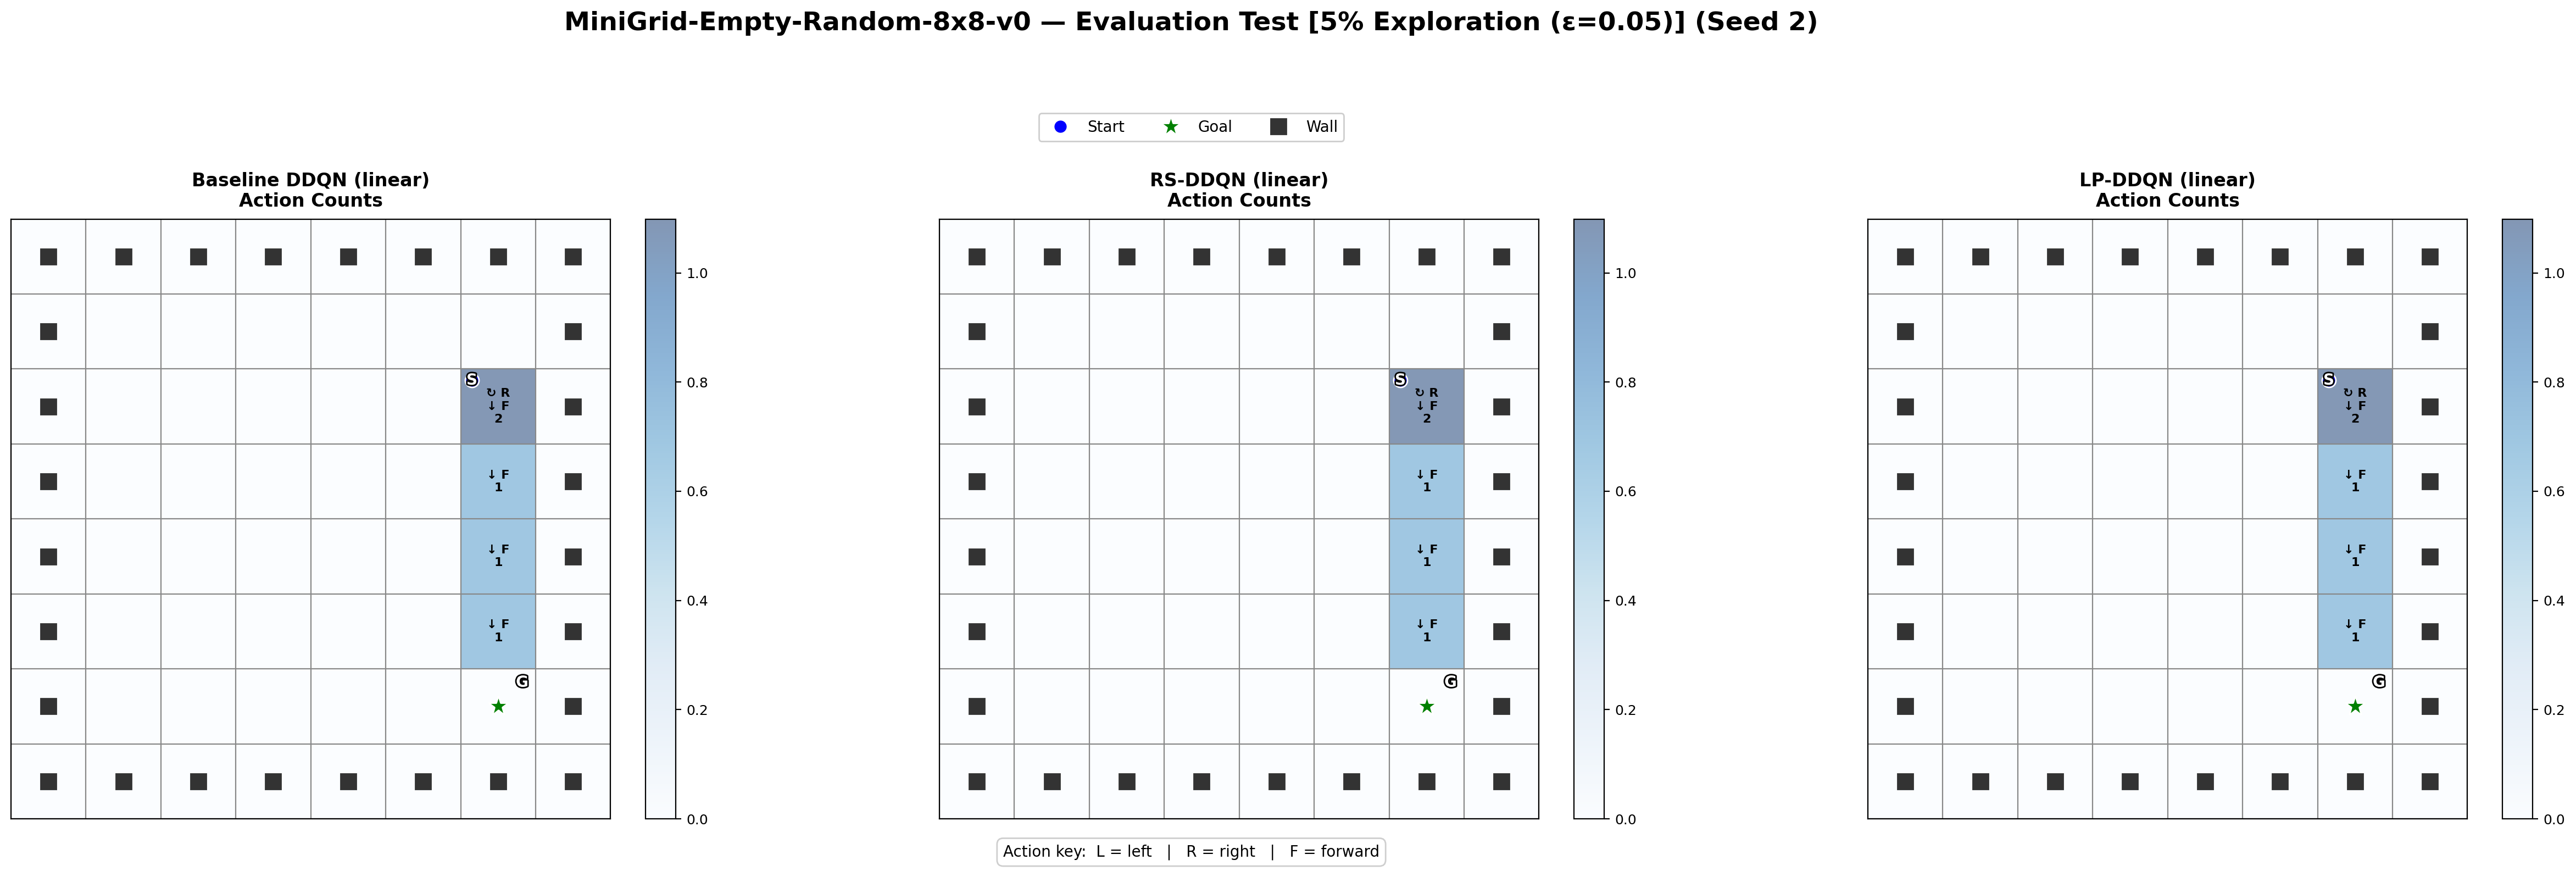 MiniGrid-Empty-Random-8x8-v0 — Evaluation Test [5% Exploration (ε=0.05)] (Seed 2)
Start
Goal
Wall
Baseline DDQN (linear)
Action Counts
S
↻ R
↓ F
2
↓ F
1
↓ F
1
↓ F
1
G
1.0
0.8
0.6
0.4
0.2
0.0
RS-DDQN (linear)
Action Counts
S
↻ R
↓ F
2
↓ F
1
↓ F
1
↓ F
1
G
1.0
0.8
0.6
0.4
0.2
0.0
LP-DDQN (linear)
Action Counts
S
↻ R
↓ F
2
↓ F
1
↓ F
1
↓ F
1
G
1.0
0.8
0.6
0.4
0.2
0.0
Action key: L = left | R = right | F = forward